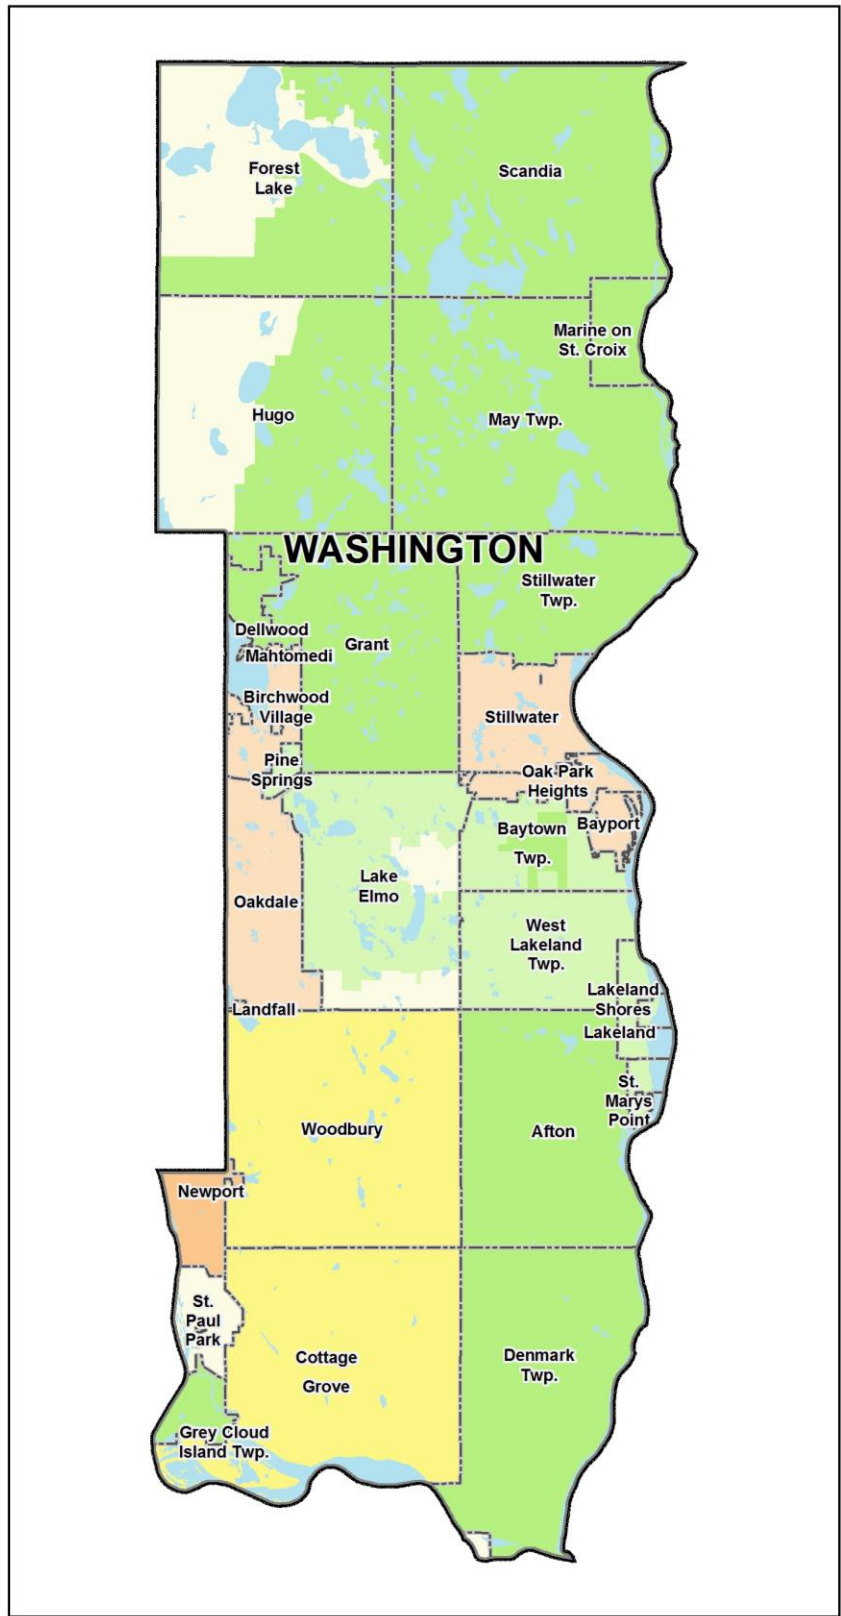 Forest
Lake
Scandia
Marine on
St. Croix
Hugo
May Twp.
WASHINGTON
Stillwater
Twp.
Dellwood
Grant
Mahtomedi
Birchwood
Village
Stillwater
Pine
Springs
Oak Park
Heights
Baytown
Twp.
Bayport
Lake
Elmo
Oakdale
West
Lakeland
Twp.
Lakeland
Shores
Landfall
Lakeland
St.
Marys
Point
Woodbury
Afton
Newport
St.
Paul
Park
Cottage
Grove
Denmark
Twp.
Grey Cloud
Island Twp.